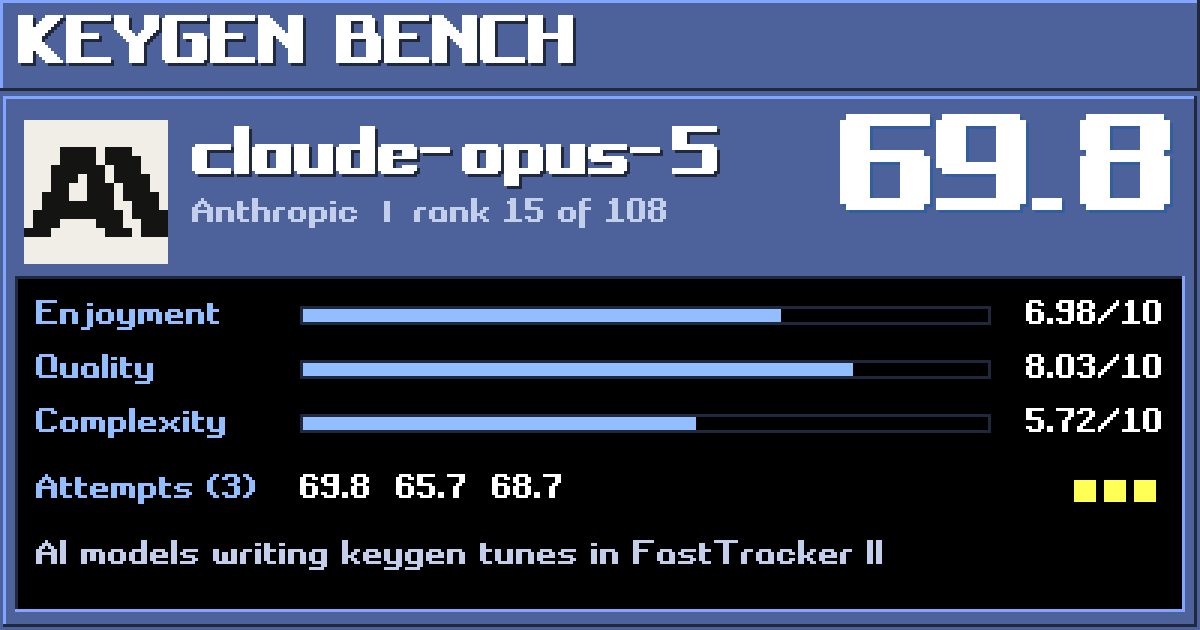 KEYGEN BENCH
claude-opus-5
69.8
Anthropic | rank 15 of 108
Enjoyment 6.98/10
Quality 8.03/10
Complexity 5.72/10
Attempts (3) 69.8 65.7 68.7
AI models writing keygen tunes in FastTracker II